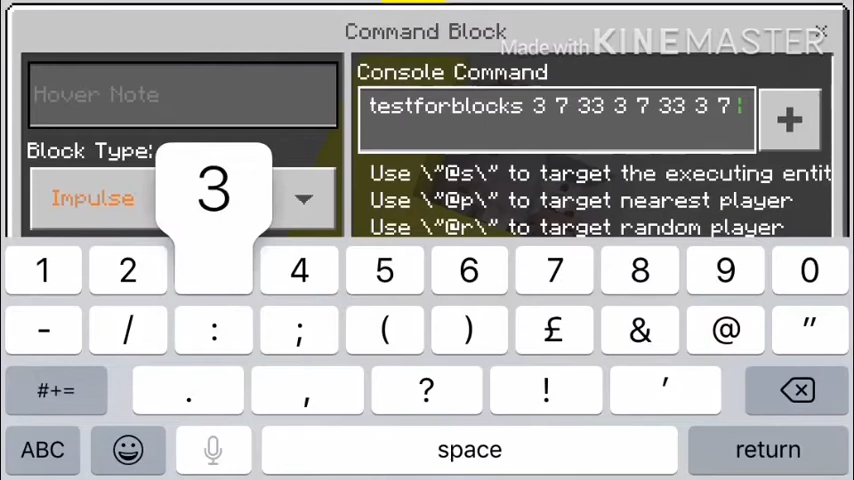 Command Block
Made with KINEMASTER
Hover Note
Block Type:
Impulse
Console Command
testforblocks 3 7 33 3 7 33 3 7
Use \"@s\" to target the executing entit
Use \"@p\" to target nearest player
Use \"@r\" to target random player
3
1 2 4 5 6 7 8 9 0
- / : ; ( ) £ & @ "
#+= . , ? ! '
ABC space return